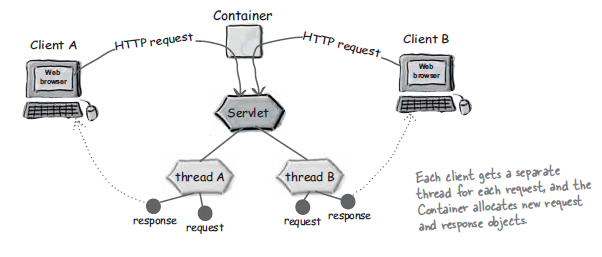 Container
Client A
HTTP request
HTTP request
Client B
Web
browser
Web
browser
Servlet
thread A
thread B
response
request
request
response
Each client gets a separate
thread for each request, and the
Container allocates new request
and response objects.